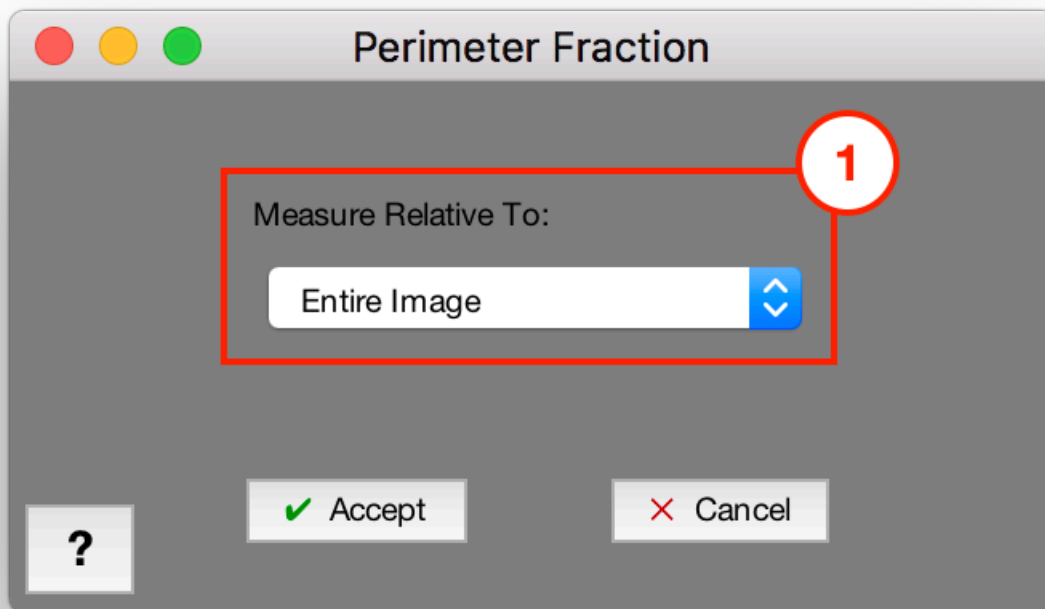 Perimeter Fraction
1
Measure Relative To:
Entire Image
✔ Accept
✕ Cancel
?